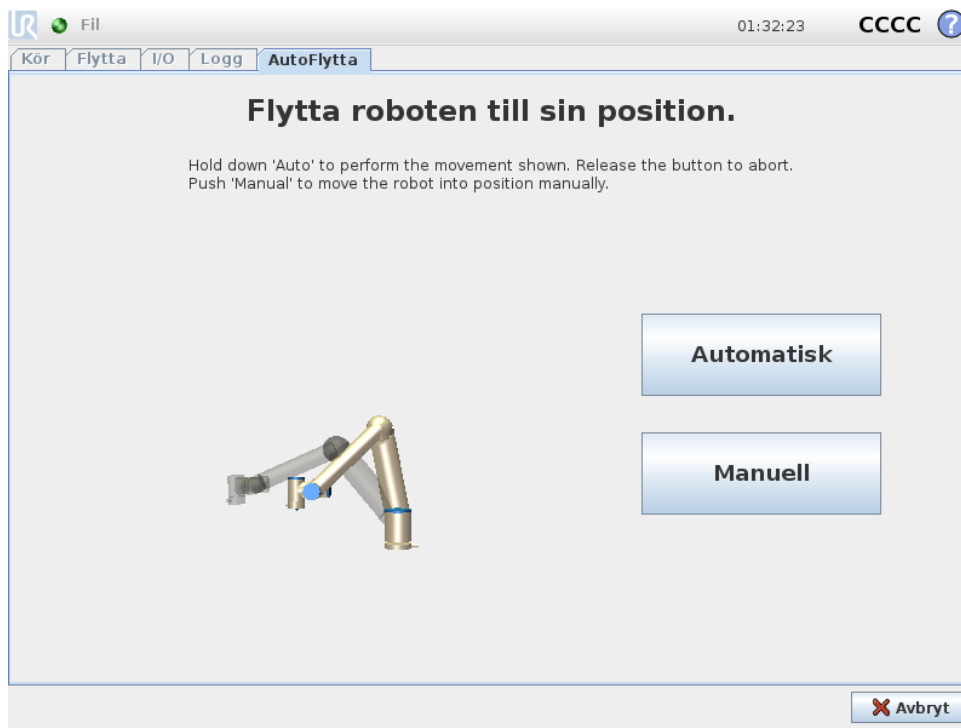 UR Fil 01:32:23 CCCC ?
Kör Flytta I/O Logg AutoFlytta
Flytta roboten till sin position.
Hold down 'Auto' to perform the movement shown. Release the button to abort.
Push 'Manual' to move the robot into position manually.
Automatisk
Manuell
Avbryt